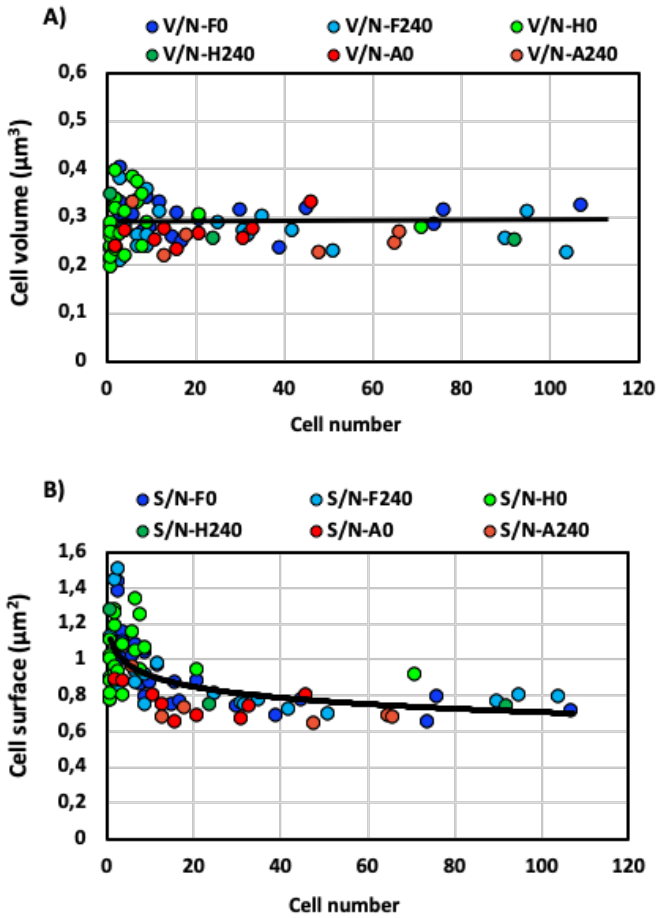 A)
V/N-F0 V/N-F240 V/N-H0
V/N-H240 V/N-A0 V/N-A240
0,6
0,5
0,4
0,3
0,2
0,1
0
0 20 40 60 80 100 120
Cell volume (µm³)
Cell number
B)
S/N-F0 S/N-F240 S/N-H0
S/N-H240 S/N-A0 S/N-A240
1,6
1,4
1,2
1
0,8
0,6
0,4
0,2
0
0 20 40 60 80 100 120
Cell surface (µm²)
Cell number